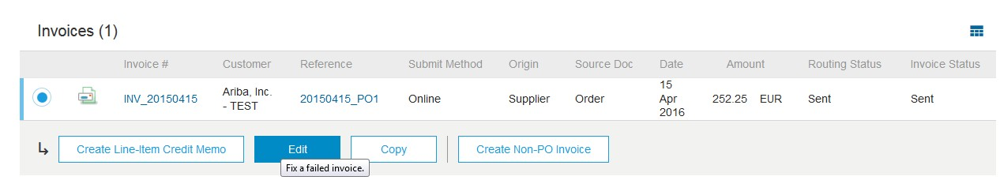 Invoices (1)
Invoice # Customer Reference Submit Method Origin Source Doc Date Amount Routing Status Invoice Status
INV_20150415 Ariba, Inc. - TEST 20150415_PO1 Online Supplier Order 15 Apr 2016 252.25 EUR Sent Sent
Create Line-Item Credit Memo Edit Copy Create Non-PO Invoice
Fix a failed invoice.